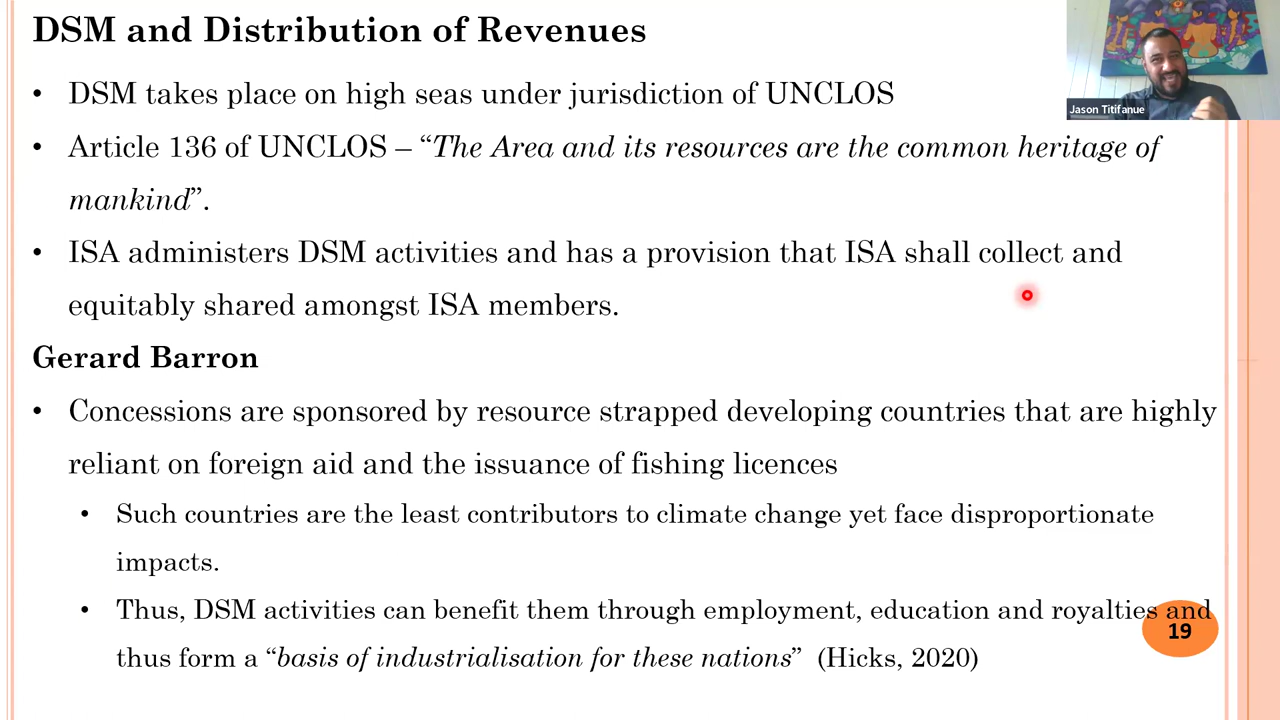 DSM and Distribution of Revenues
Jason Titifanue
• DSM takes place on high seas under jurisdiction of UNCLOS
• Article 136 of UNCLOS – “The Area and its resources are the common heritage of
mankind”.
• ISA administers DSM activities and has a provision that ISA shall collect and
equitably shared amongst ISA members.
Gerard Barron
• Concessions are sponsored by resource strapped developing countries that are highly
reliant on foreign aid and the issuance of fishing licences
• Such countries are the least contributors to climate change yet face disproportionate
impacts.
• Thus, DSM activities can benefit them through employment, education and royalties and
thus form a “basis of industrialisation for these nations” (Hicks, 2020)
19